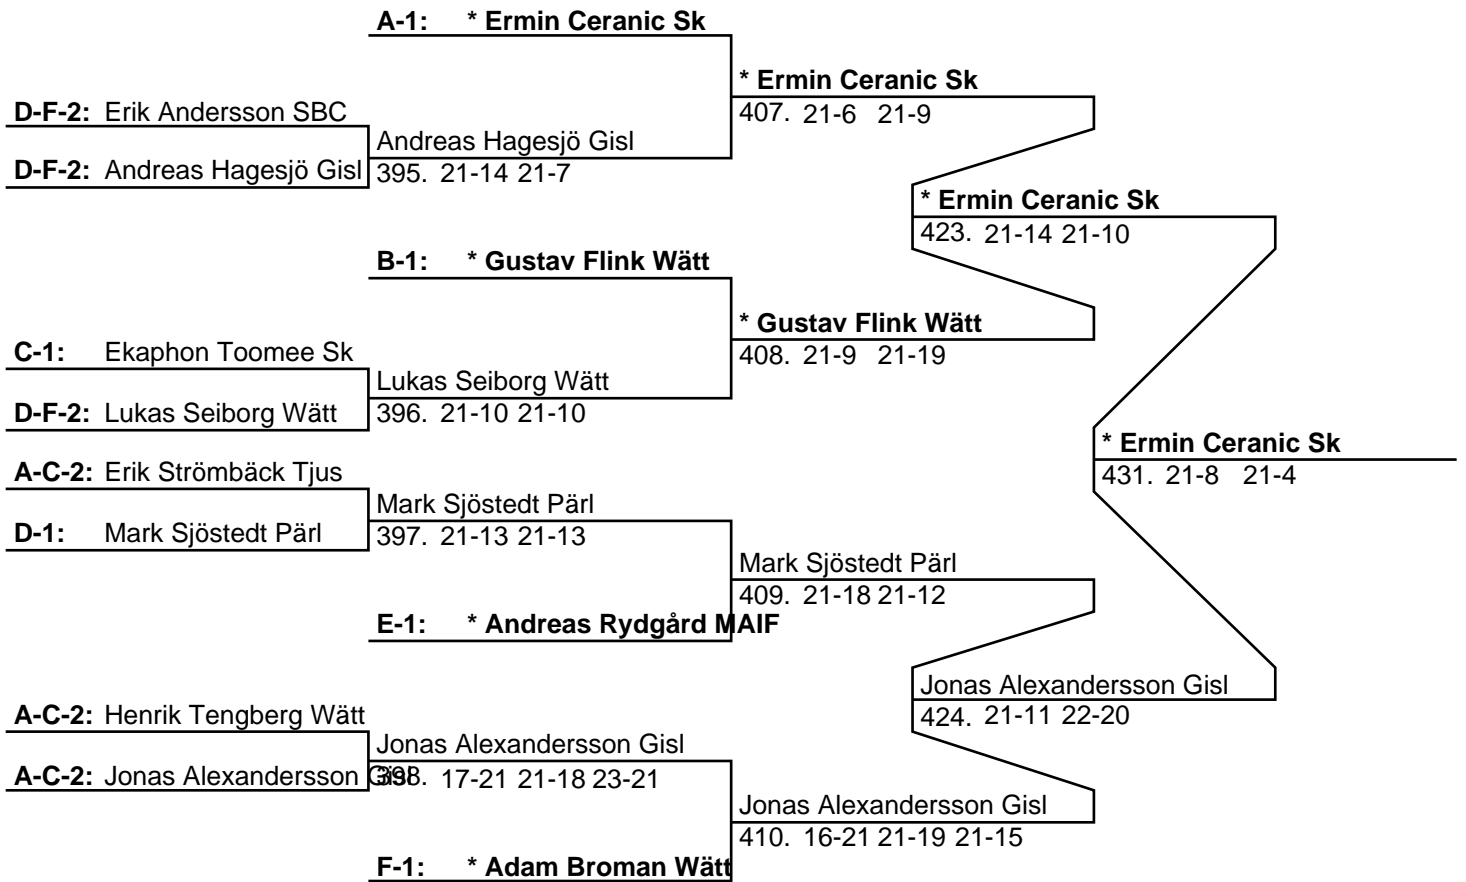 A-1: * Ermin Ceranic Sk
* Ermin Ceranic Sk
D-F-2: Erik Andersson SBC
407. 21-6 21-9
Andreas Hagesjö Gisl
D-F-2: Andreas Hagesjö Gisl
395. 21-14 21-7
* Ermin Ceranic Sk
423. 21-14 21-10
B-1: * Gustav Flink Wätt
* Gustav Flink Wätt
C-1: Ekaphon Toomee Sk
408. 21-9 21-19
Lukas Seiborg Wätt
D-F-2: Lukas Seiborg Wätt
396. 21-10 21-10
* Ermin Ceranic Sk
A-C-2: Erik Strömbäck Tjus
431. 21-8 21-4
Mark Sjöstedt Pärl
D-1: Mark Sjöstedt Pärl
397. 21-13 21-13
Mark Sjöstedt Pärl
409. 21-18 21-12
E-1: * Andreas Rydgård MAIF
Jonas Alexandersson Gisl
A-C-2: Henrik Tengberg Wätt
424. 21-11 22-20
Jonas Alexandersson Gisl
A-C-2: Jonas Alexandersson Gisl
398. 17-21 21-18 23-21
Jonas Alexandersson Gisl
410. 16-21 21-19 21-15
F-1: * Adam Broman Wätt